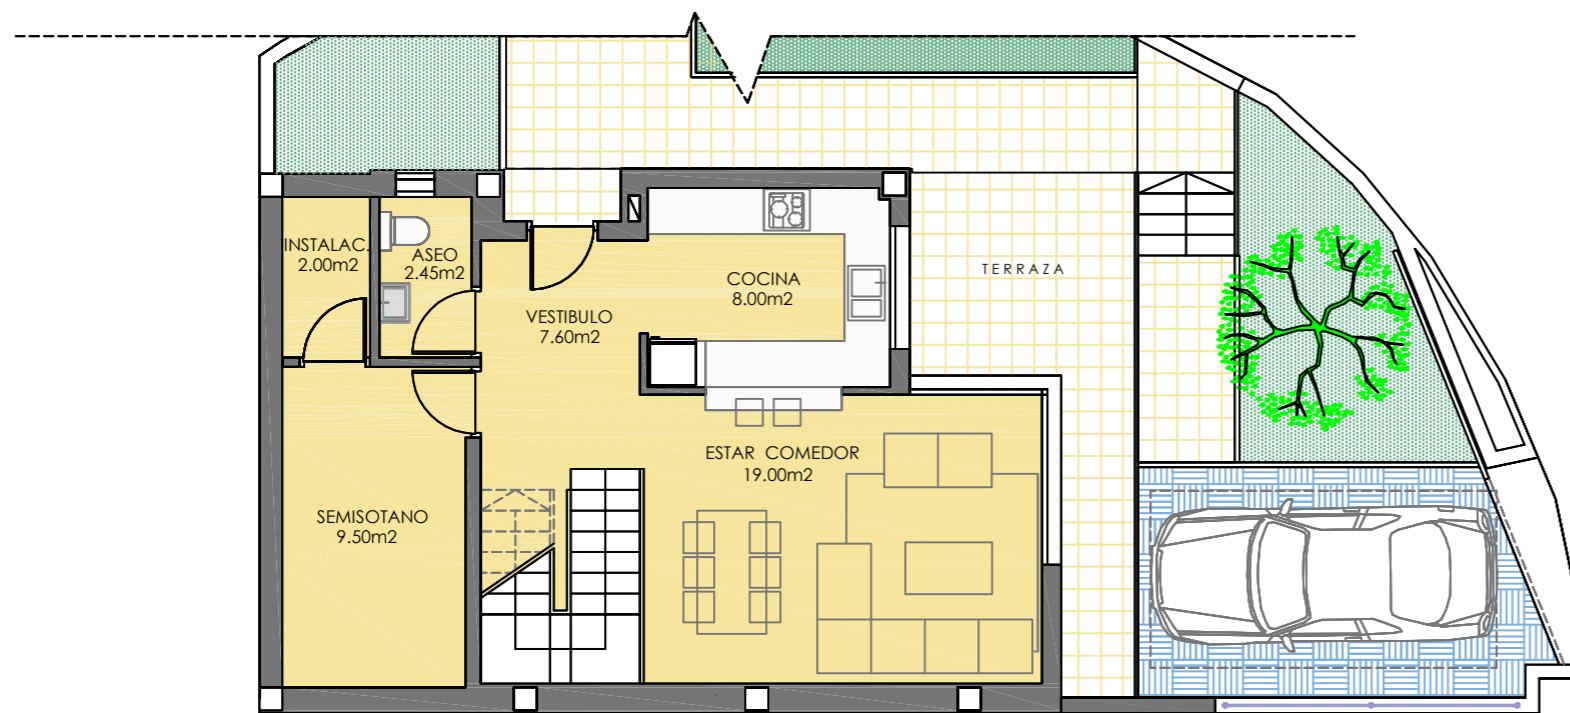 INSTALAC.
2.00m2
ASEO
2.45m2
VESTIBULO
7.60m2
COCINA
8.00m2
TERRAZA
ESTAR COMEDOR
19.00m2
SEMISOTANO
9.50m2